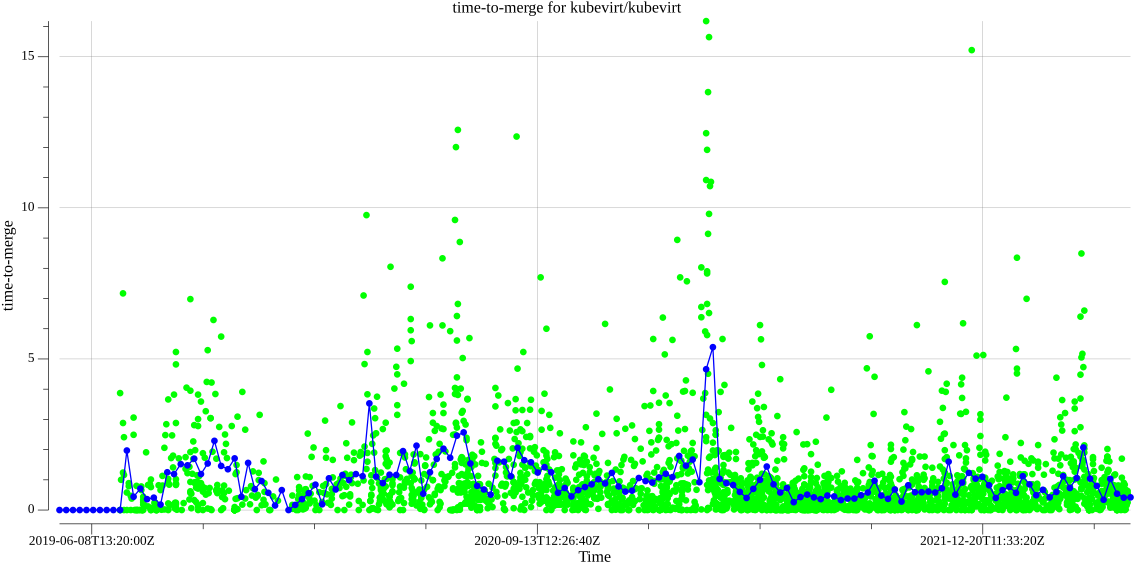 time-to-merge for kubevirt/kubevirt
15
10
5
0
time-to-merge
2019-06-08T13:20:00Z
2020-09-13T12:26:40Z
2021-12-20T11:33:20Z
Time